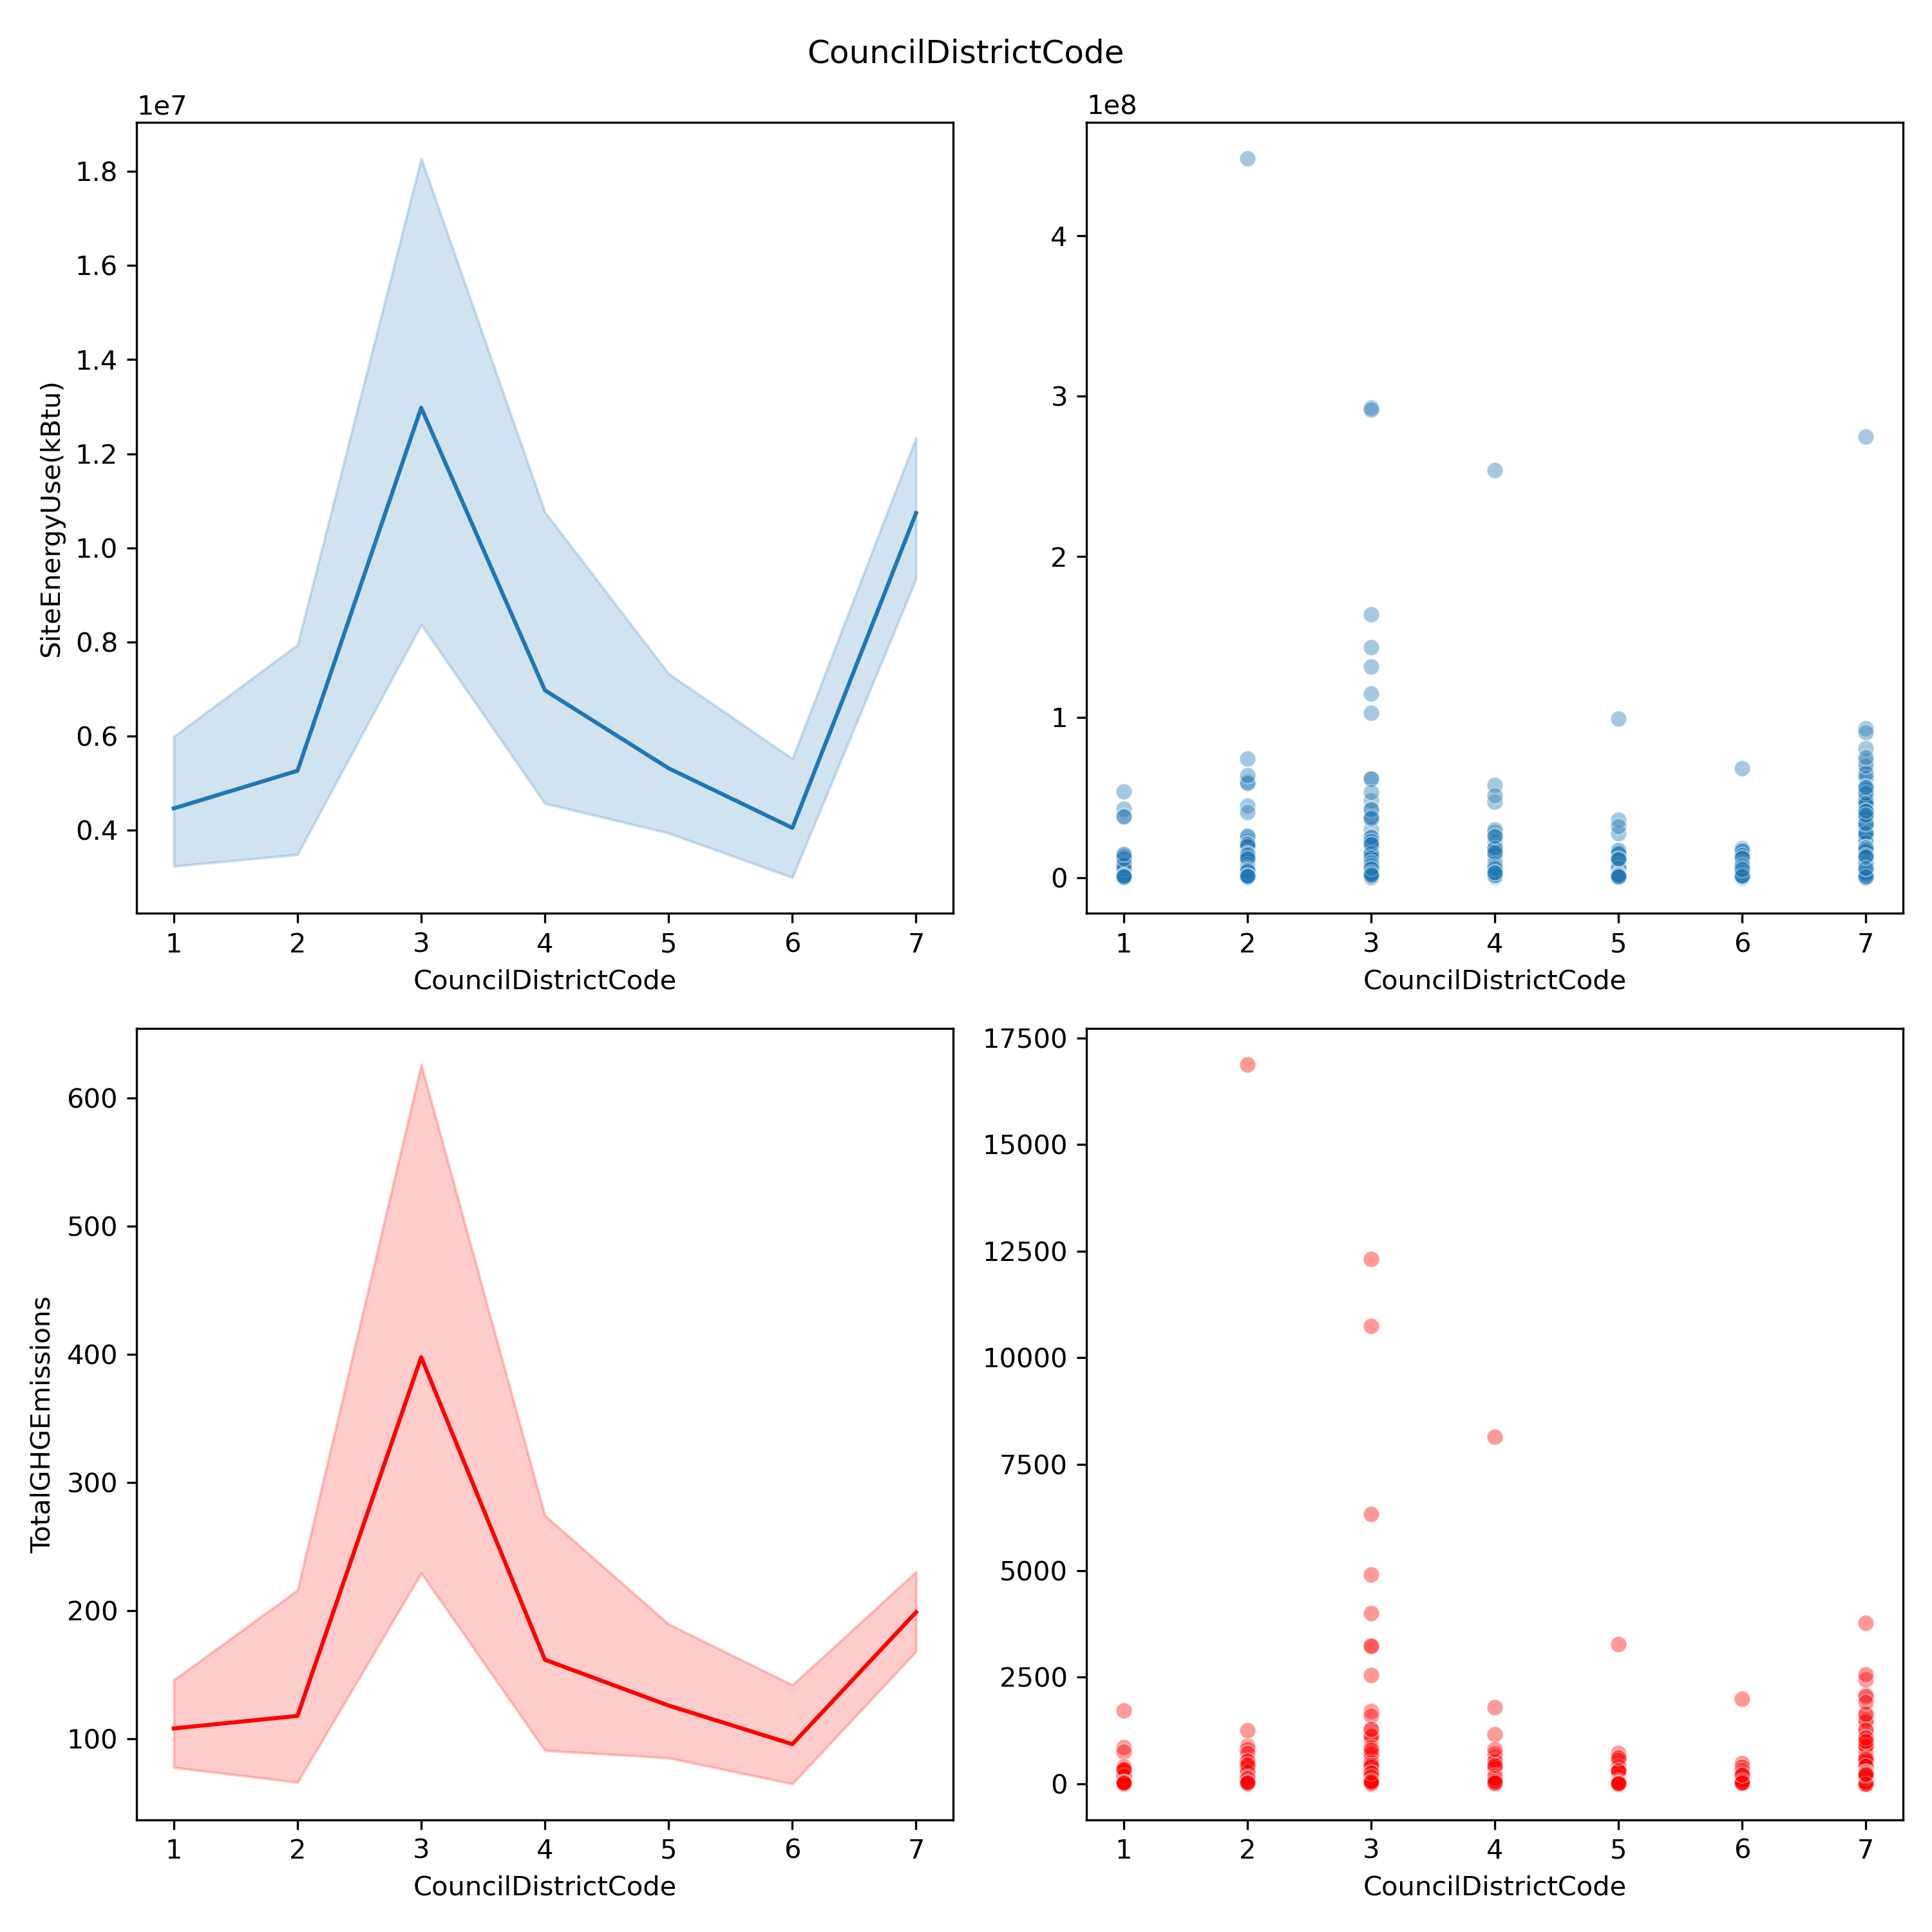 CouncilDistrictCode
1e7
1.8
1.6
1.4
1.2
1.0
0.8
0.6
0.4
SiteEnergyUse(kBtu)
1 2 3 4 5 6 7
CouncilDistrictCode
1e8
4
3
2
1
0
1 2 3 4 5 6 7
CouncilDistrictCode
600
500
400
300
200
100
TotalGHGEmissions
1 2 3 4 5 6 7
CouncilDistrictCode
17500
15000
12500
10000
7500
5000
2500
0
1 2 3 4 5 6 7
CouncilDistrictCode